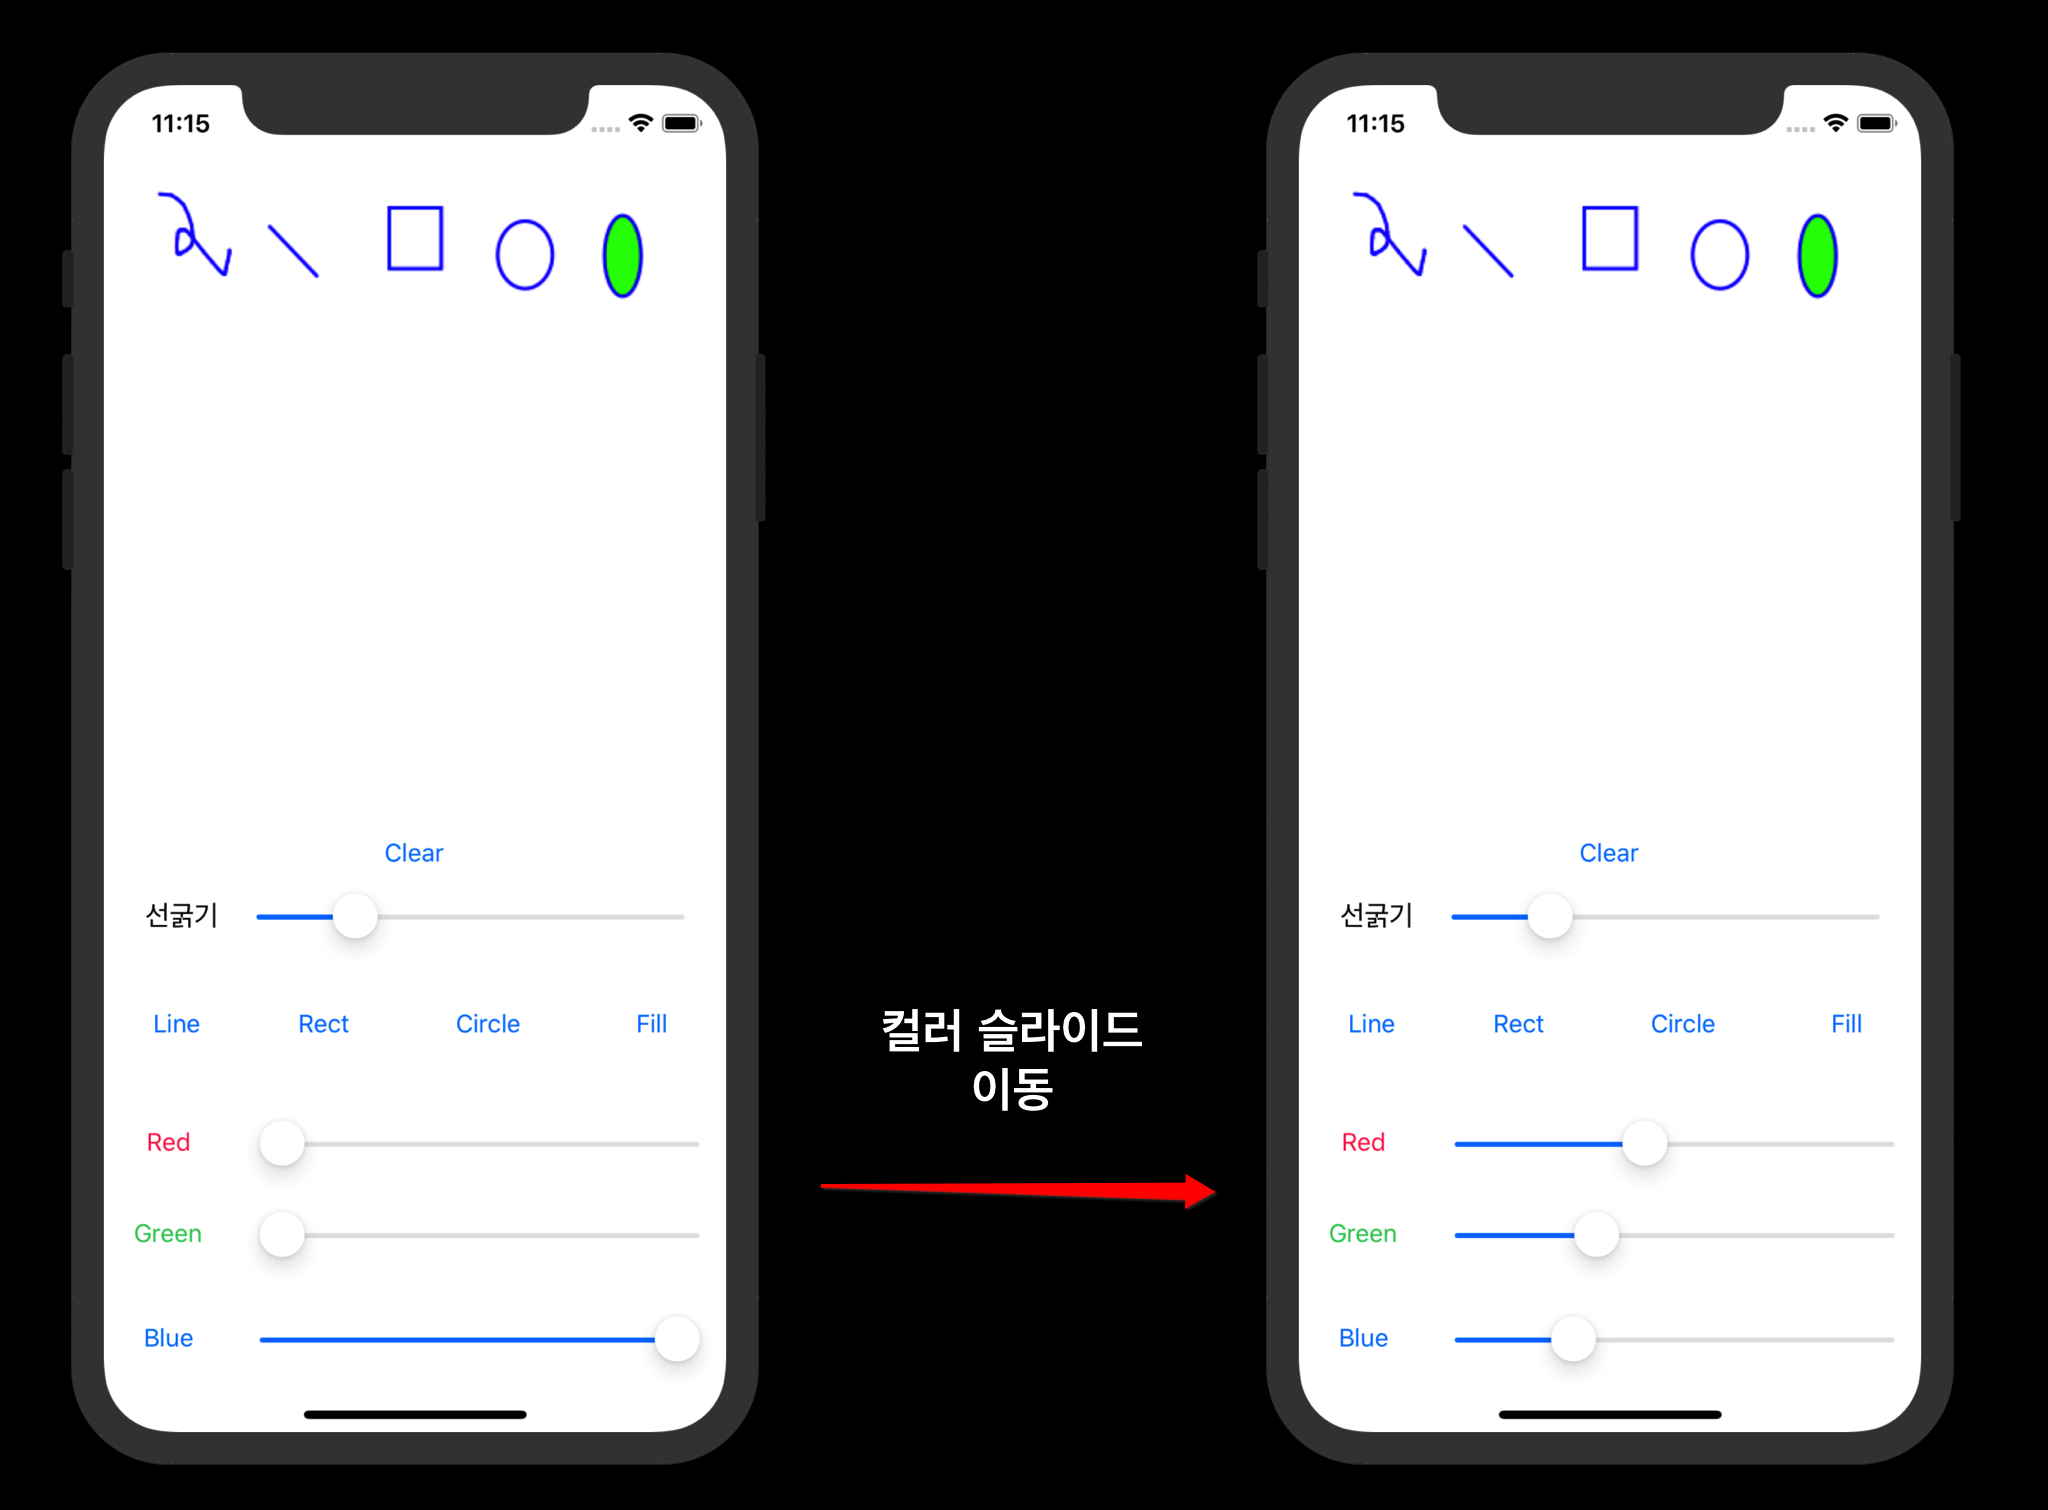 11:15
Clear
선굵기
Line Rect Circle Fill
Red
Green
Blue
컬러 슬라이드
이동
11:15
Clear
선굵기
Line Rect Circle Fill
Red
Green
Blue